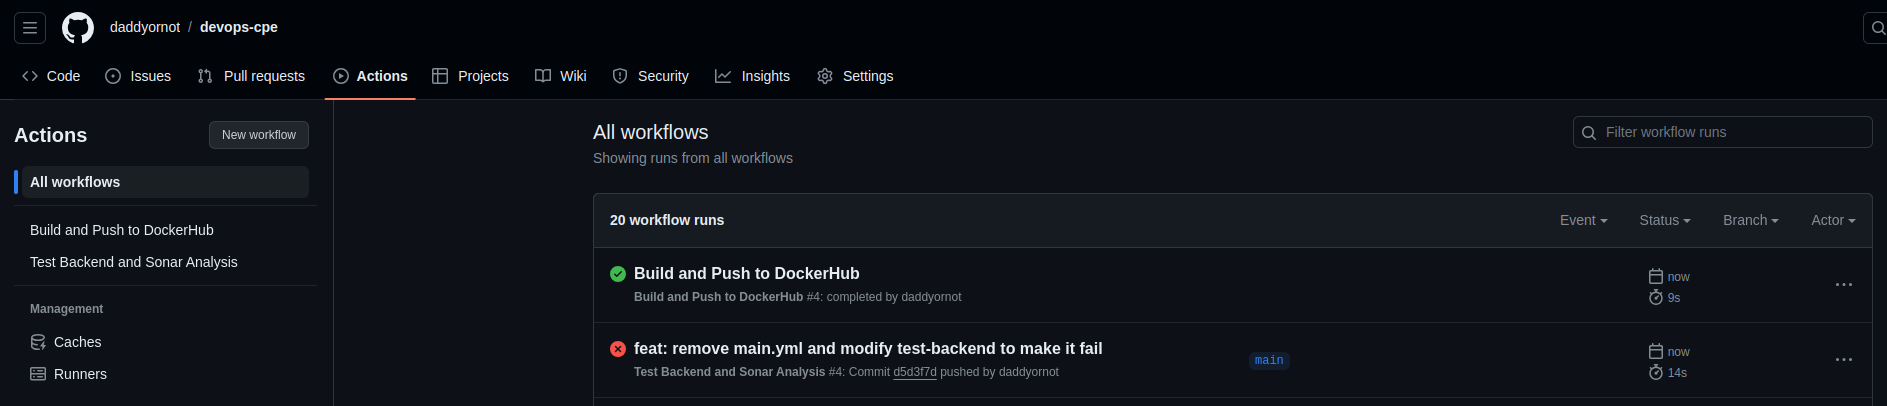 daddyornot / devops-cpe
Code Issues Pull requests Actions Projects Wiki Security Insights Settings
Actions
New workflow
All workflows
Build and Push to DockerHub
Test Backend and Sonar Analysis
Management
Caches
Runners
All workflows
Showing runs from all workflows
Filter workflow runs
20 workflow runs
Event Status Branch Actor
Build and Push to DockerHub
Build and Push to DockerHub #4: completed by daddyornot
now
9s
feat: remove main.yml and modify test-backend to make it fail
Test Backend and Sonar Analysis #4: Commit d5d3f7d pushed by daddyornot
main
now
14s